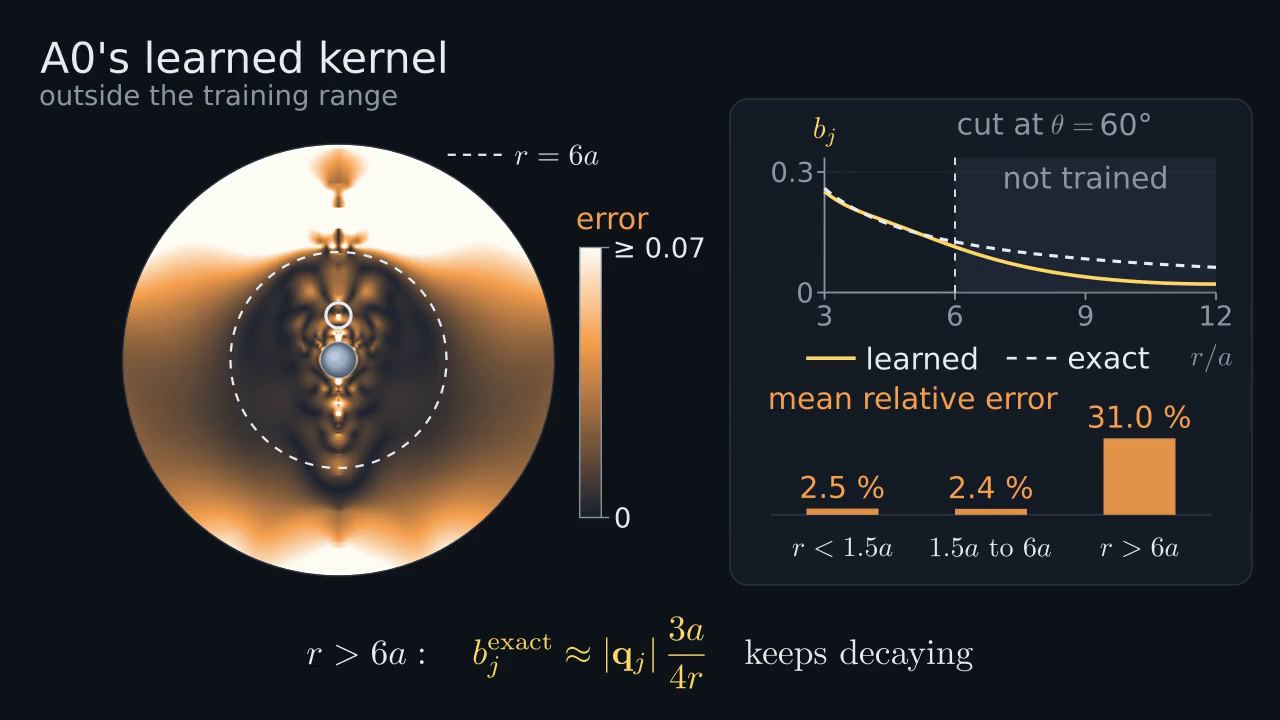 A0's learned kernel
outside the training range
r = 6a
error
≥ 0.07
0
b_j
cut at θ = 60°
0.3
not trained
0
3 6 9 12
learned exact r/a
mean relative error
31.0 %
2.5 % 2.4 %
r < 1.5a 1.5a to 6a r > 6a
r > 6a : b_j^exact ≈ |q_j| 3a/4r keeps decaying